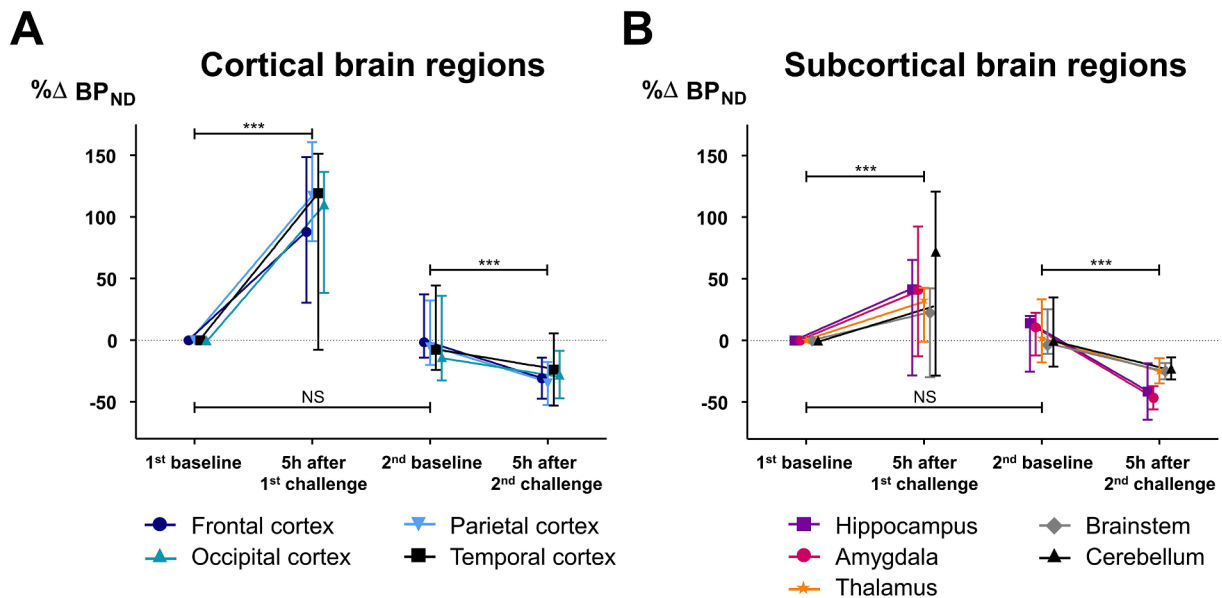 A
Cortical brain regions
%Δ BPND
150
100
50
0
-50
***
***
NS
1st baseline
5h after
1st challenge
2nd baseline
5h after
2nd challenge
Frontal cortex
Parietal cortex
Occipital cortex
Temporal cortex
B
Subcortical brain regions
%Δ BPND
150
100
50
0
-50
***
***
NS
1st baseline
5h after
1st challenge
2nd baseline
5h after
2nd challenge
Hippocampus
Brainstem
Amygdala
Cerebellum
Thalamus